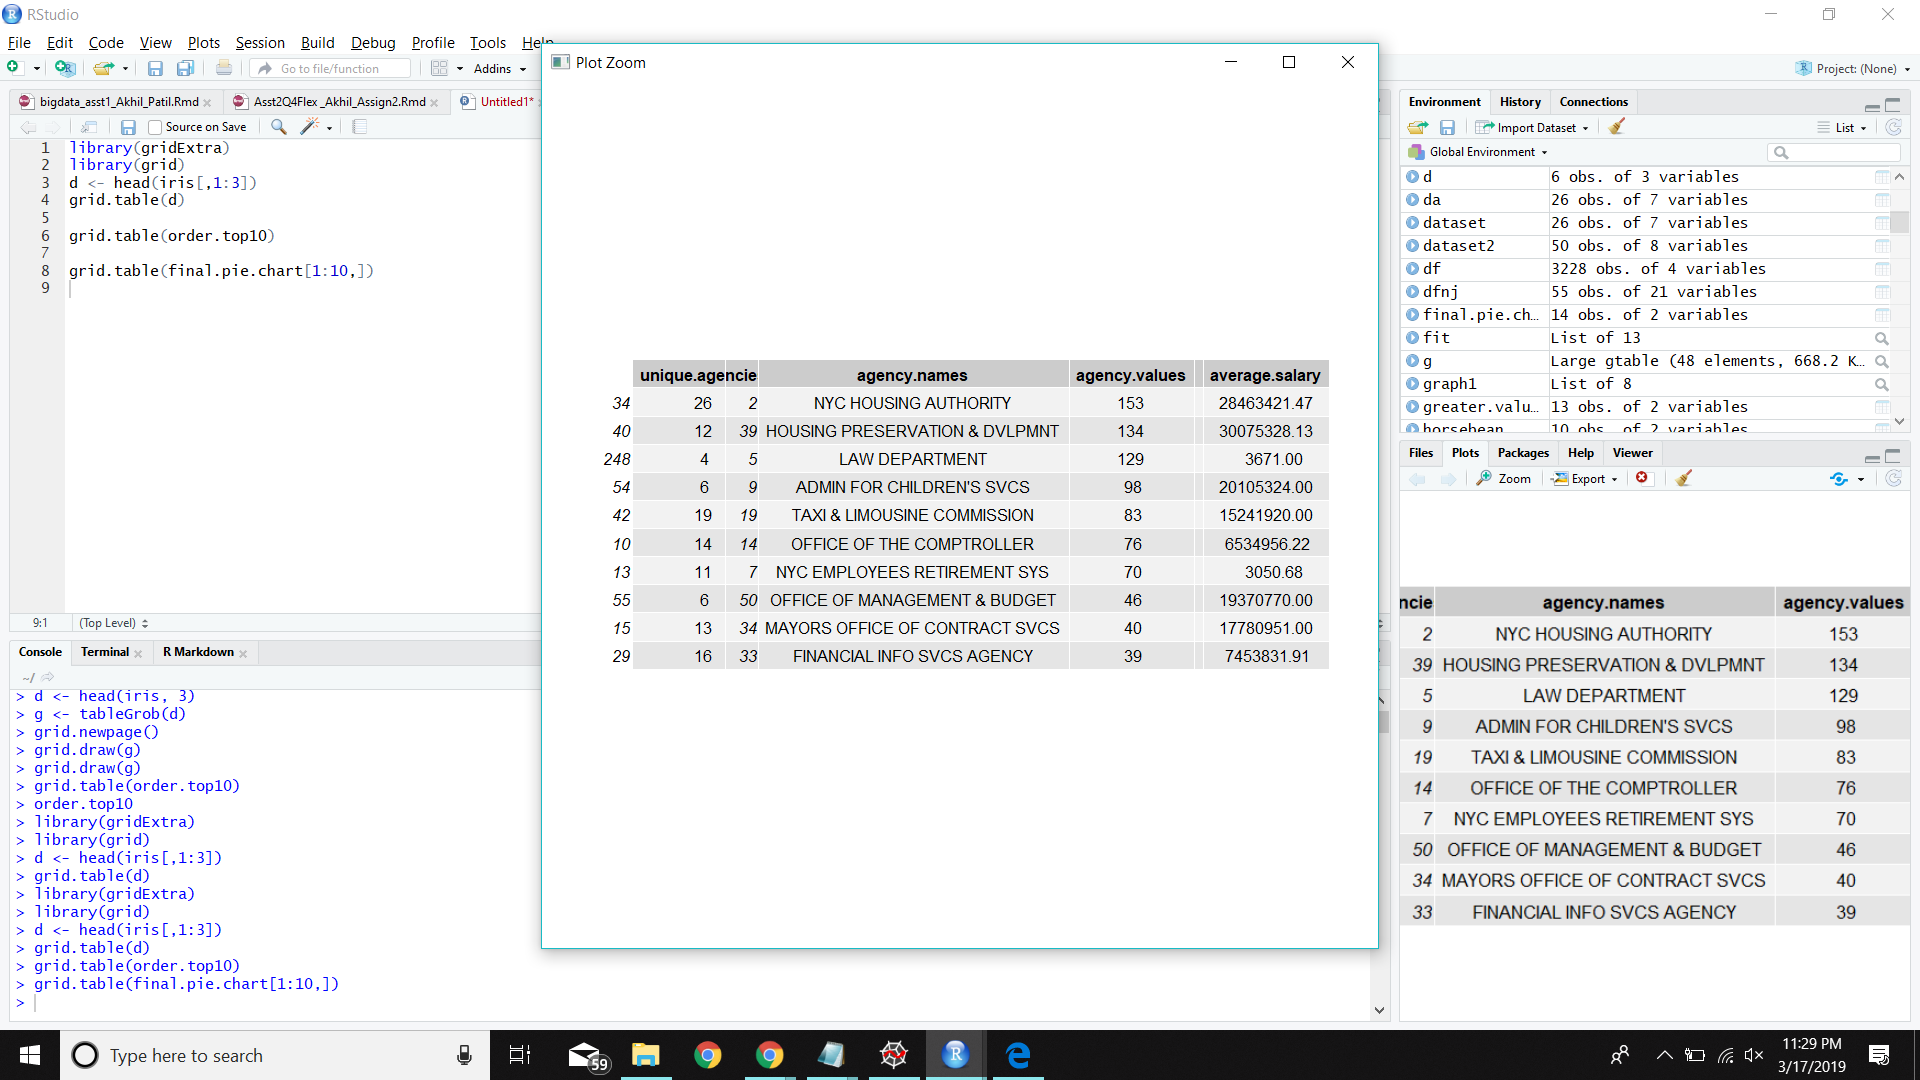 RStudio
File Edit Code View Plots Session Build Debug Profile Tools Help
Go to file/function Addins Project: (None)
bigdata_asst1_Akhil_Patil.Rmd Asst2Q4Flex _Akhil_Assign2.Rmd Untitled1*
Source on Save
1 library(gridExtra)
2 library(grid)
3 d <- head(iris[,1:3])
4 grid.table(d)
5
6 grid.table(order.top10)
7
8 grid.table(final.pie.chart[1:10,])
9
9:1 (Top Level)
Console Terminal R Markdown
~/
> d <- head(iris, 3)
> g <- tableGrob(d)
> grid.newpage()
> grid.draw(g)
> grid.draw(g)
> grid.table(order.top10)
> order.top10
> library(gridExtra)
> library(grid)
> d <- head(iris[,1:3])
> grid.table(d)
> library(gridExtra)
> library(grid)
> d <- head(iris[,1:3])
> grid.table(d)
> grid.table(order.top10)
> grid.table(final.pie.chart[1:10,])
>
Plot Zoom
unique.agencie agency.names agency.values average.salary
34 26 2 NYC HOUSING AUTHORITY 153 28463421.47
40 12 39 HOUSING PRESERVATION & DVLPMNT 134 30075328.13
248 4 5 LAW DEPARTMENT 129 3671.00
54 6 9 ADMIN FOR CHILDREN'S SVCS 98 20105324.00
42 19 19 TAXI & LIMOUSINE COMMISSION 83 15241920.00
10 14 14 OFFICE OF THE COMPTROLLER 76 6534956.22
13 11 7 NYC EMPLOYEES RETIREMENT SYS 70 3050.68
55 6 50 OFFICE OF MANAGEMENT & BUDGET 46 19370770.00
15 13 34 MAYORS OFFICE OF CONTRACT SVCS 40 17780951.00
29 16 33 FINANCIAL INFO SVCS AGENCY 39 7453831.91
Environment History Connections
Import Dataset List
Global Environment
d 6 obs. of 3 variables
da 26 obs. of 7 variables
dataset 26 obs. of 7 variables
dataset2 50 obs. of 8 variables
df 3228 obs. of 4 variables
dfnj 55 obs. of 21 variables
final.pie.ch… 14 obs. of 2 variables
fit List of 13
g Large gtable (48 elements, 668.2 K…
graph1 List of 8
greater.valu… 13 obs. of 2 variables
horsebean 10 obs. of 2 variables
Files Plots Packages Help Viewer
Zoom Export
ncie agency.names agency.values
2 NYC HOUSING AUTHORITY 153
39 HOUSING PRESERVATION & DVLPMNT 134
5 LAW DEPARTMENT 129
9 ADMIN FOR CHILDREN'S SVCS 98
19 TAXI & LIMOUSINE COMMISSION 83
14 OFFICE OF THE COMPTROLLER 76
7 NYC EMPLOYEES RETIREMENT SYS 70
50 OFFICE OF MANAGEMENT & BUDGET 46
34 MAYORS OFFICE OF CONTRACT SVCS 40
33 FINANCIAL INFO SVCS AGENCY 39
Type here to search
59
11:29 PM
3/17/2019